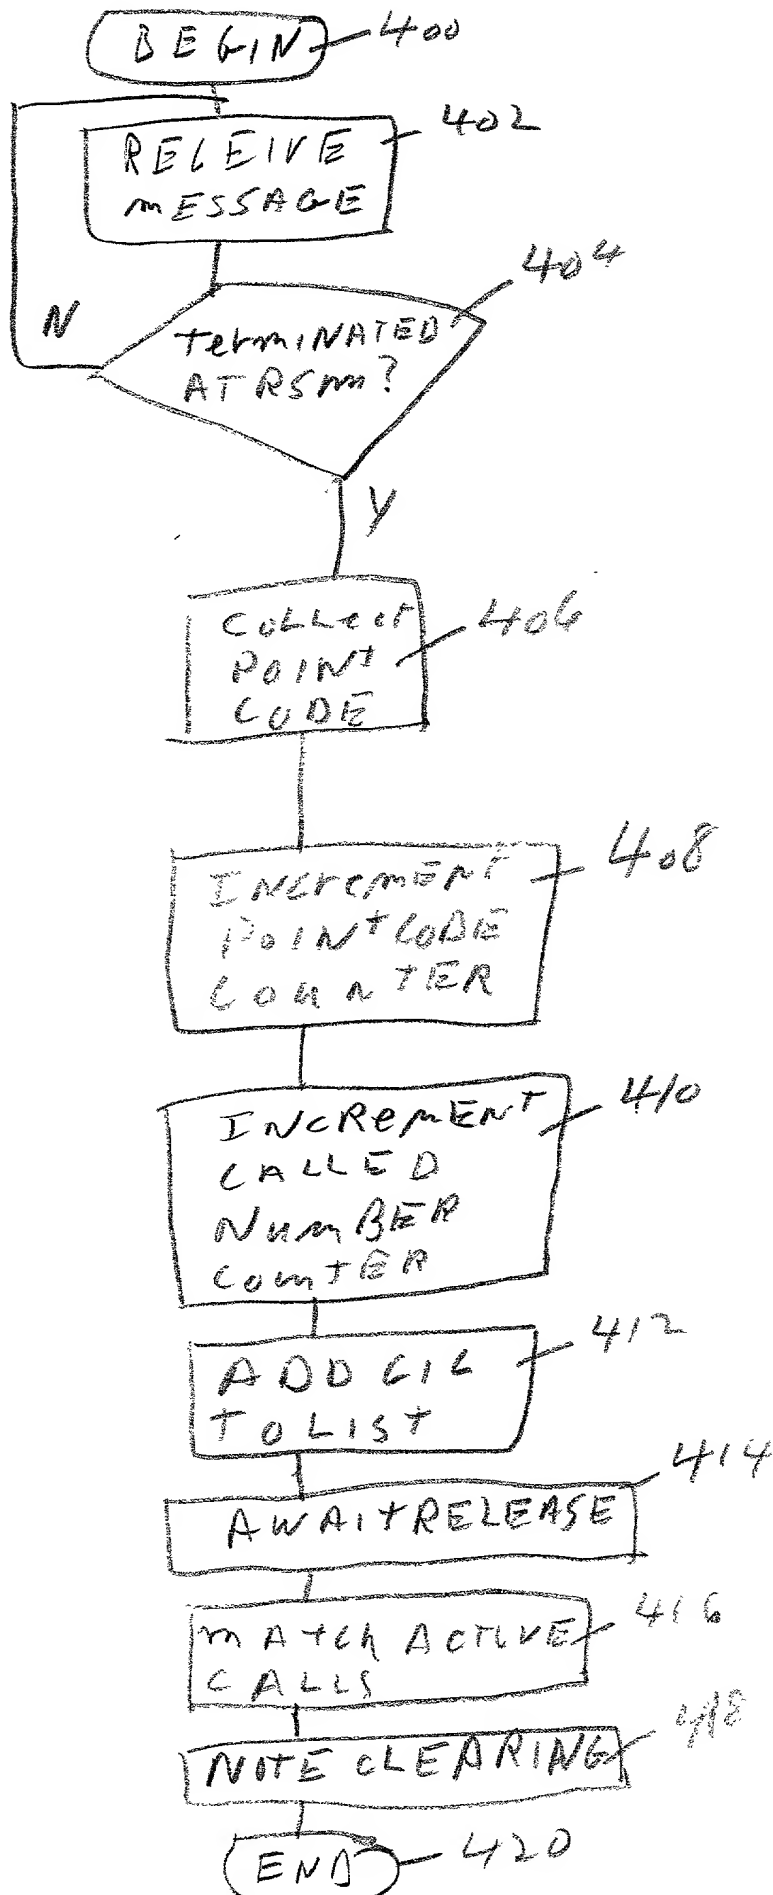 BEGIN 400
402
RECEIVE
MESSAGE
404
N
terMINATED
AT RSM?
Y
COLLect
POINT
CODE
406
INcremENT
POINT CODE
COUNTER
408
INCRemENT
CALLED
NumBER
COUNTER
410
ADD CIC
TO LIST
412
414
AWAIT RELEASE
MATCH ACTIVE
CALLS
416
NOTE CLEARING
418
END 420